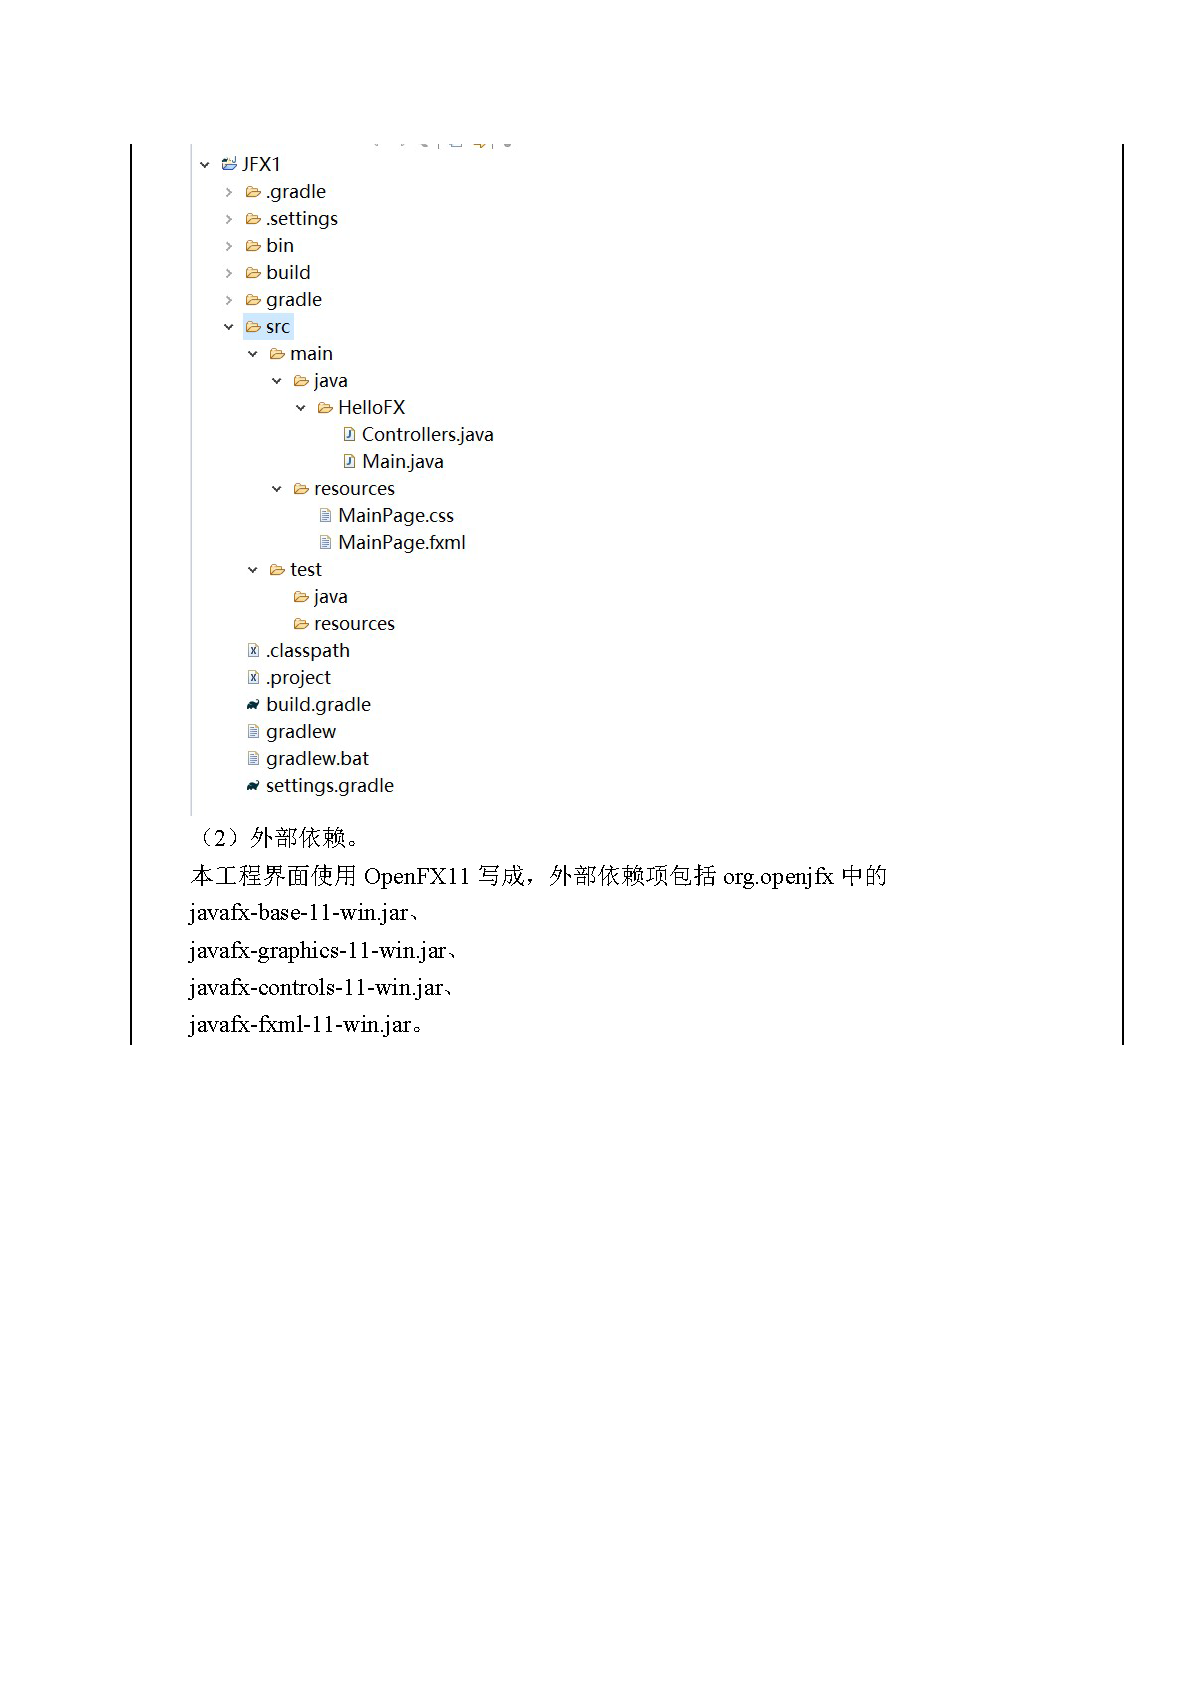 JFX1
.gradle
.settings
bin
build
gradle
src
main
java
HelloFX
Controllers.java
Main.java
resources
MainPage.css
MainPage.fxml
test
java
resources
.classpath
.project
build.gradle
gradlew
gradlew.bat
settings.gradle
（2）外部依赖。
本工程界面使用 OpenFX11 写成，外部依赖项包括 org.openjfx 中的
javafx-base-11-win.jar、
javafx-graphics-11-win.jar、
javafx-controls-11-win.jar、
javafx-fxml-11-win.jar。